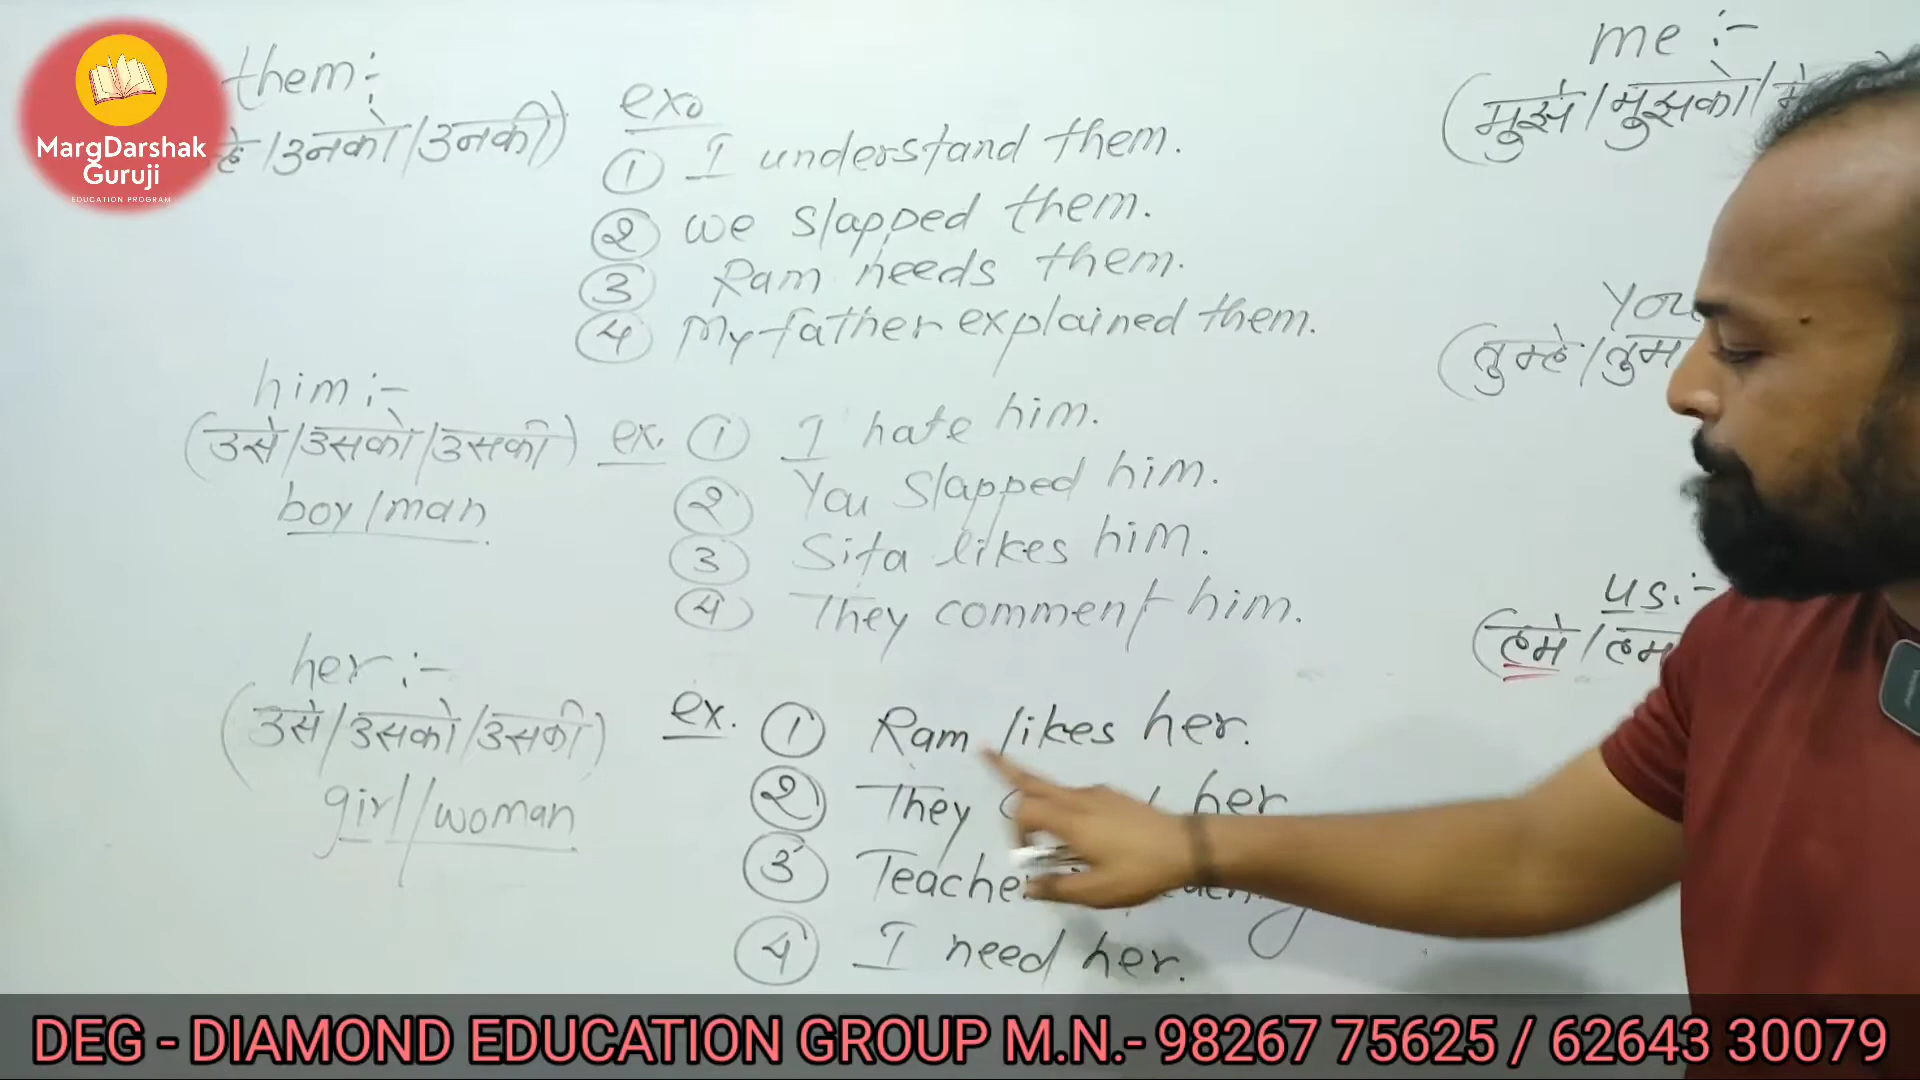 MargDarshak
Guruji
EDUCATION PROGRAM
them:-
/उनको/उनकी)
ex.
① I understand them.
② We Slapped them.
③ Ram needs them.
④ My father explained them.
him:-
(उसे/उसको/उसकी)
boy/man
ex. ① I hate him.
② You Slapped him.
③ Sita likes him.
④ They comment him.
her:-
(उसे/उसको/उसकी)
girl/woman
ex. ① Ram likes her.
② They her
③ Teacher
④ I need her.
me:-
(मुझे/मुझको/
You
(तुम्हे/तुम
us:-
(हमे/हम
DEG - DIAMOND EDUCATION GROUP M.N.- 98267 75625 / 62643 30079